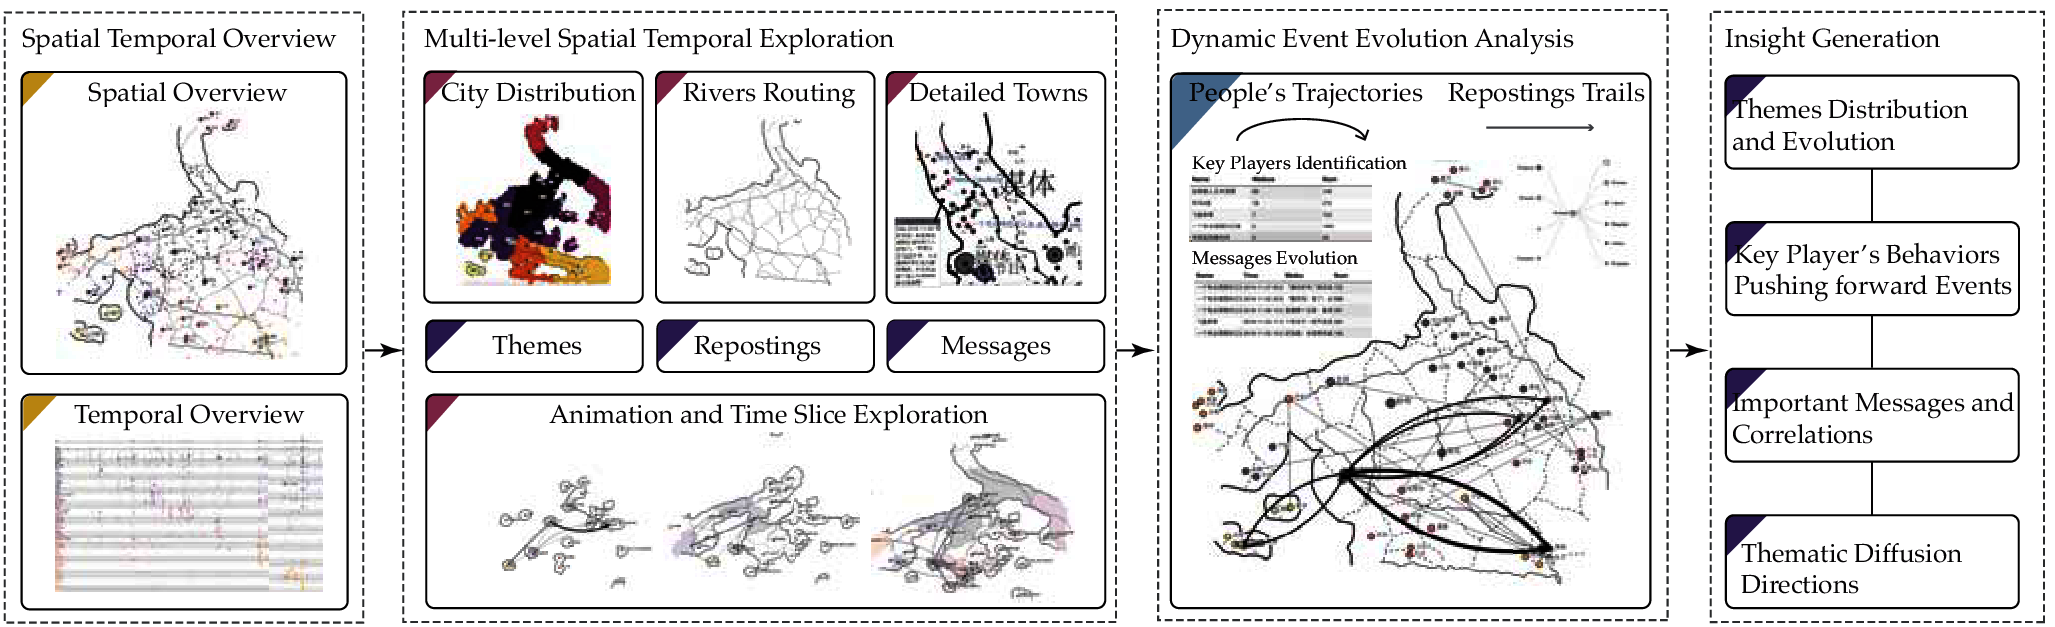 Spatial Temporal Overview
Spatial Overview
Temporal Overview
Multi-level Spatial Temporal Exploration
City Distribution
Rivers Routing
Detailed Towns
媒体
Themes
Repostings
Messages
Animation and Time Slice Exploration
Dynamic Event Evolution Analysis
People's Trajectories
Repostings Trails
Key Players Identification
Messages Evolution
Insight Generation
Themes Distribution
and Evolution
Key Player's Behaviors
Pushing forward Events
Important Messages and
Correlations
Thematic Diffusion
Directions